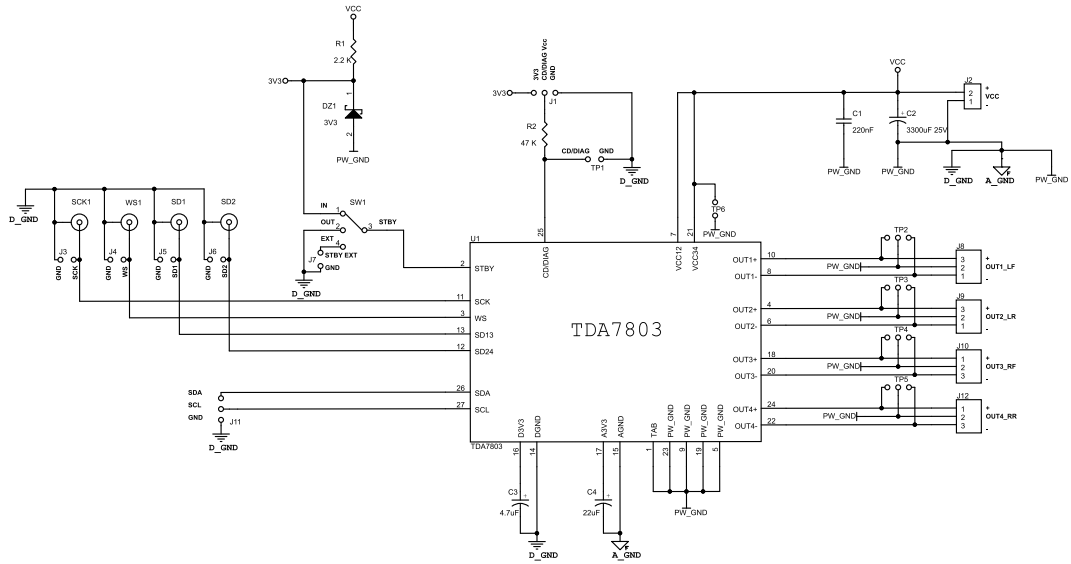 VCC
R1
2.2 K
3V3
1
DZ1
3V3
2
PW_GND
3V3
3V3
CD/DIAG Vcc
GND
J1
R2
47 K
CD/DIAG
GND
TP1
D_GND
VCC
J2
+
2
VCC
1
-
C1
220nF
+
C2
3300uF 25V
PW_GND
PW_GND
D_GND
A_GND
PW_GND
TP6
PW_GND
D_GND
SCK1
WS1
SD1
SD2
J3
J4
J5
J6
GND
SCK
GND
WS
GND
SD1
GND
SD2
IN
1
SW1
OUT
2
3
STBY
EXT
4
J7
STBY EXT
GND
D_GND
U1
25
7
21
CD/DIAG
VCC12
VCC34
2
STBY
11
SCK
3
WS
13
SD13
12
SD24
26
SDA
27
SCL
TDA7803
TDA7803
SDA
SCL
GND
J11
D_GND
OUT1+
10
OUT1-
8
OUT2+
4
OUT2-
6
OUT3+
18
OUT3-
20
OUT4+
24
OUT4-
22
TP2
J8
PW_GND
3
2
1
+
OUT1_LF
-
TP3
J9
PW_GND
3
2
1
+
OUT2_LR
-
TP4
J10
PW_GND
1
2
3
+
OUT3_RF
-
TP5
J12
PW_GND
1
2
3
+
OUT4_RR
-
D3V3
DGND
A3V3
AGND
TAB
PW_GND
PW_GND
PW_GND
PW_GND
16
14
17
15
1
23
9
19
5
C3
+
4.7uF
C4
+
22uF
PW_GND
D_GND
A_GND